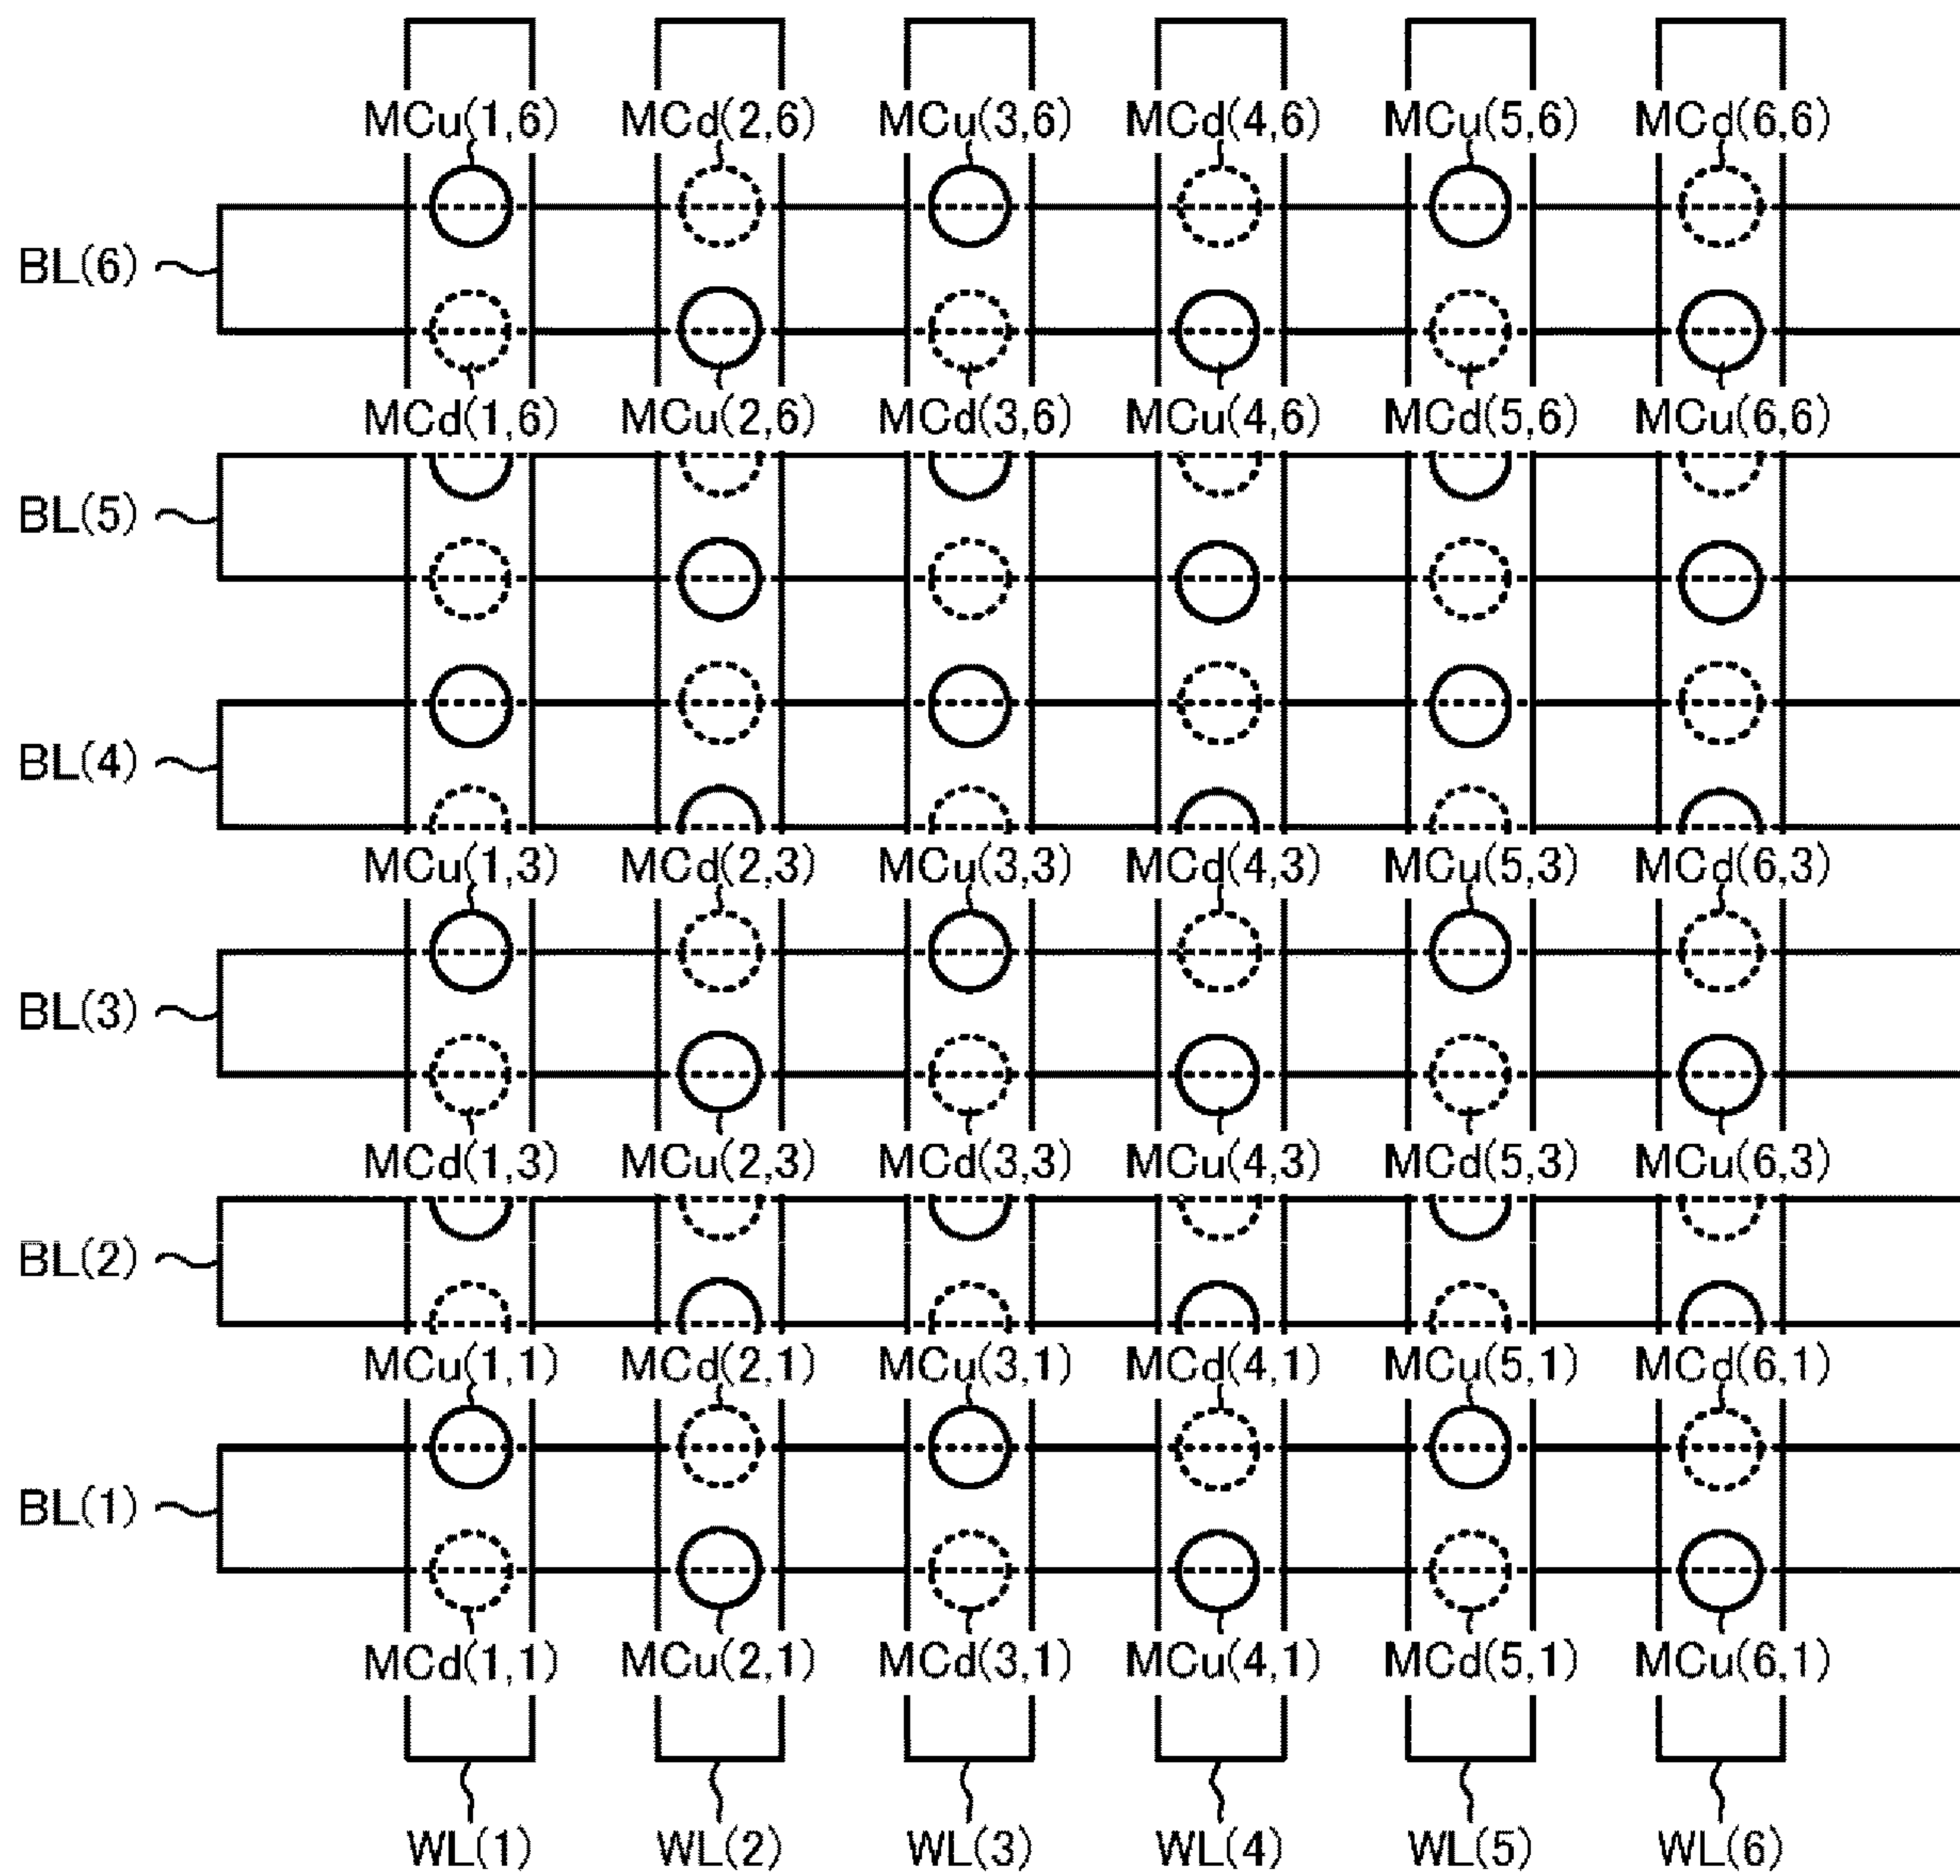 MCu(1,6) MCd(2,6) MCu(3,6) MCd(4,6) MCu(5,6) MCd(6,6)
BL(6)
MCd(1,6) MCu(2,6) MCd(3,6) MCu(4,6) MCd(5,6) MCu(6,6)
BL(5)
BL(4)
MCu(1,3) MCd(2,3) MCu(3,3) MCd(4,3) MCu(5,3) MCd(6,3)
BL(3)
MCd(1,3) MCu(2,3) MCd(3,3) MCu(4,3) MCd(5,3) MCu(6,3)
BL(2)
MCu(1,1) MCd(2,1) MCu(3,1) MCd(4,1) MCu(5,1) MCd(6,1)
BL(1)
MCd(1,1) MCu(2,1) MCd(3,1) MCu(4,1) MCd(5,1) MCu(6,1)
WL(1) WL(2) WL(3) WL(4) WL(5) WL(6)